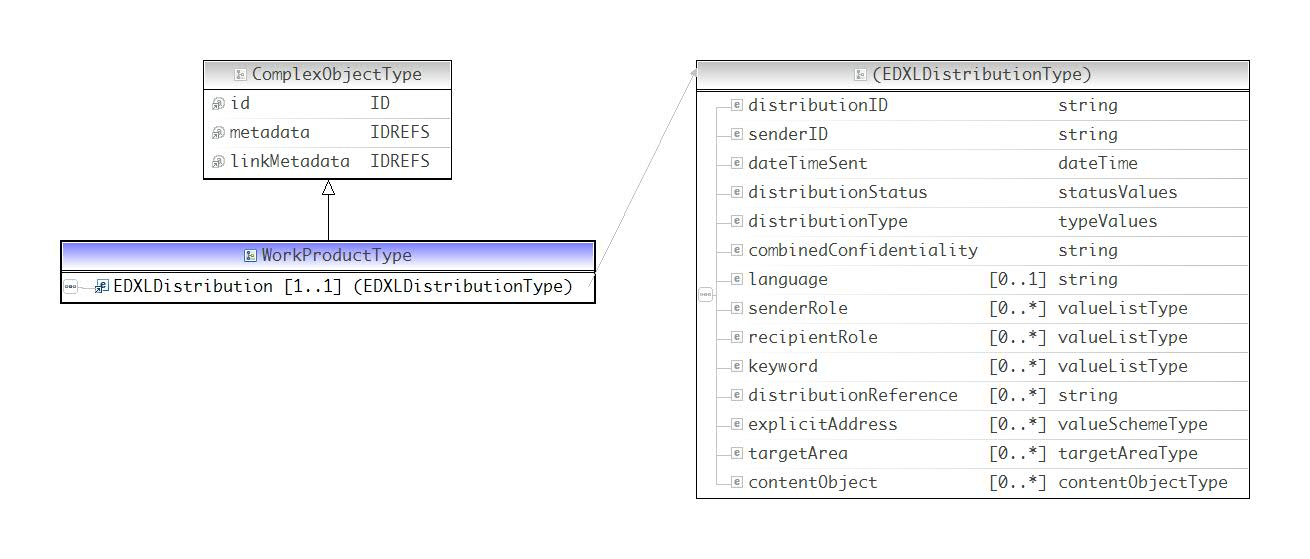 ComplexObjectType
id ID
metadata IDREFS
linkMetadata IDREFS
WorkProductType
EDXLDistribution [1..1] (EDXLDistributionType)
(EDXLDistributionType)
distributionID string
senderID string
dateTimeSent dateTime
distributionStatus statusValues
distributionType typeValues
combinedConfidentiality string
language [0..1] string
senderRole [0..*] valueListType
recipientRole [0..*] valueListType
keyword [0..*] valueListType
distributionReference [0..*] string
explicitAddress [0..*] valueSchemeType
targetArea [0..*] targetAreaType
contentObject [0..*] contentObjectType